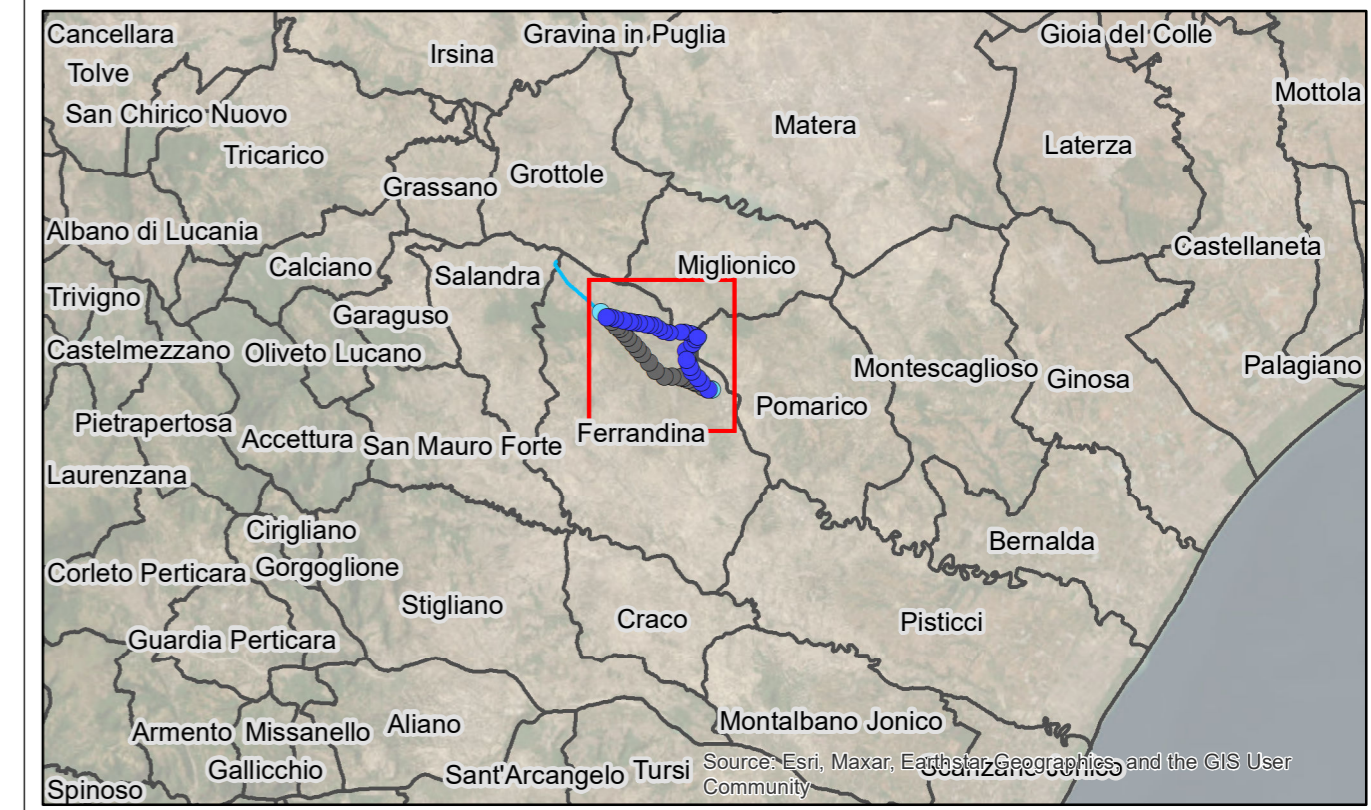 Cancellara
Gravina in Puglia
Gioia del Colle
Irsina
Tolve
Mottola
San Chirico Nuovo
Matera
Laterza
Tricarico
Grottole
Grassano
Albano di Lucania
Castellaneta
Calciano
Salandra
Miglionico
Trivigno
Garaguso
Castelmezzano
Oliveto Lucano
Montescaglioso
Ginosa
Palagiano
Pomarico
Pietrapertosa
Accettura
San Mauro Forte
Ferrandina
Laurenzana
Cirigliano
Bernalda
Corleto Perticara
Gorgoglione
Stigliano
Craco
Pisticci
Guardia Perticara
Armento
Missanello
Aliano
Montalbano Jonico
Gallicchio
Sant'Arcangelo
Tursi
Scanzano Jonico
Spinoso
Source: Esri, Maxar, Earthstar Geographics, and the GIS User
Community